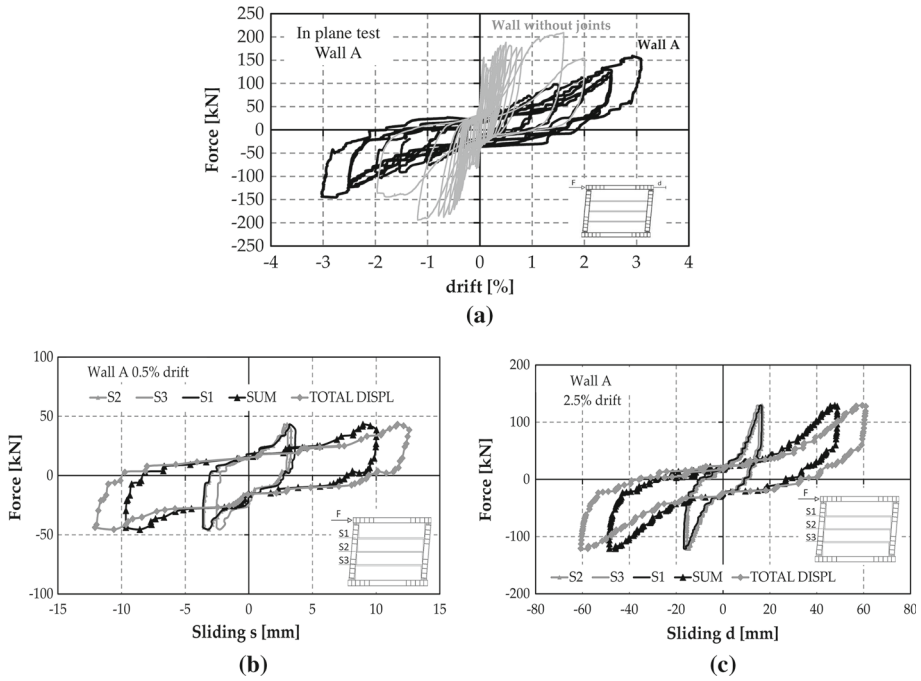 In plane test
Wall A
Wall without joints
Wall A
Force [kN]
250
200
150
100
50
0
-50
-100
-150
-200
-250
-4 -3 -2 -1 0 1 2 3 4
drift [%]
F
d
(a)
Wall A 0.5% drift
S2 S3 S1 SUM TOTAL DISPL
Force [kN]
100
50
0
-50
-100
-15 -10 -5 0 5 10 15
Sliding s [mm]
F
S1
S2
S3
(b)
Wall A
2.5% drift
Force [kN]
200
100
0
-100
-200
-80 -60 -40 -20 0 20 40 60 80
Sliding d [mm]
F
S1
S2
S3
S2 S3 S1 SUM TOTAL DISPL
(c)